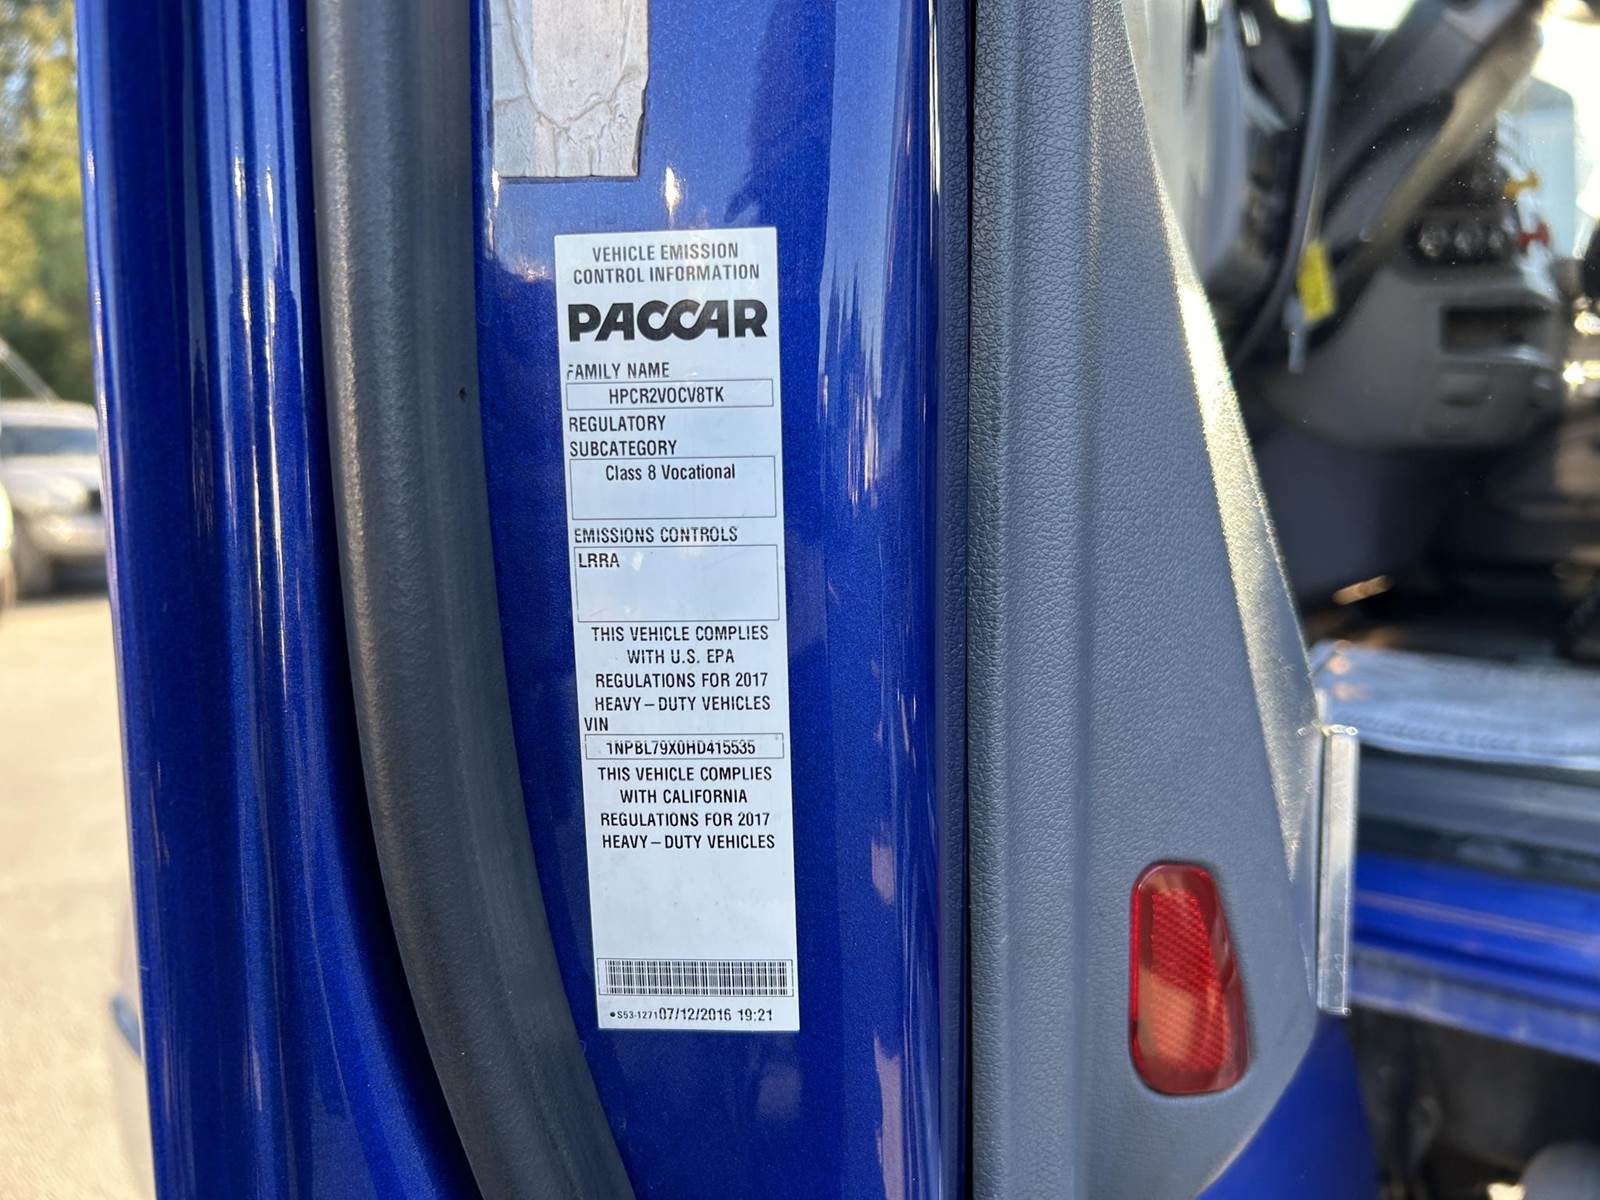 VEHICLE EMISSION
CONTROL INFORMATION
PACCAR
FAMILY NAME
HPCR2VOCV8TK
REGULATORY
SUBCATEGORY
Class 8 Vocational
EMISSIONS CONTROLS
LRRA
THIS VEHICLE COMPLIES
WITH U.S. EPA
REGULATIONS FOR 2017
HEAVY–DUTY VEHICLES
VIN
1NPBL79X0HD415535
THIS VEHICLE COMPLIES
WITH CALIFORNIA
REGULATIONS FOR 2017
HEAVY–DUTY VEHICLES
•S53-1271 07/12/2016 19:21